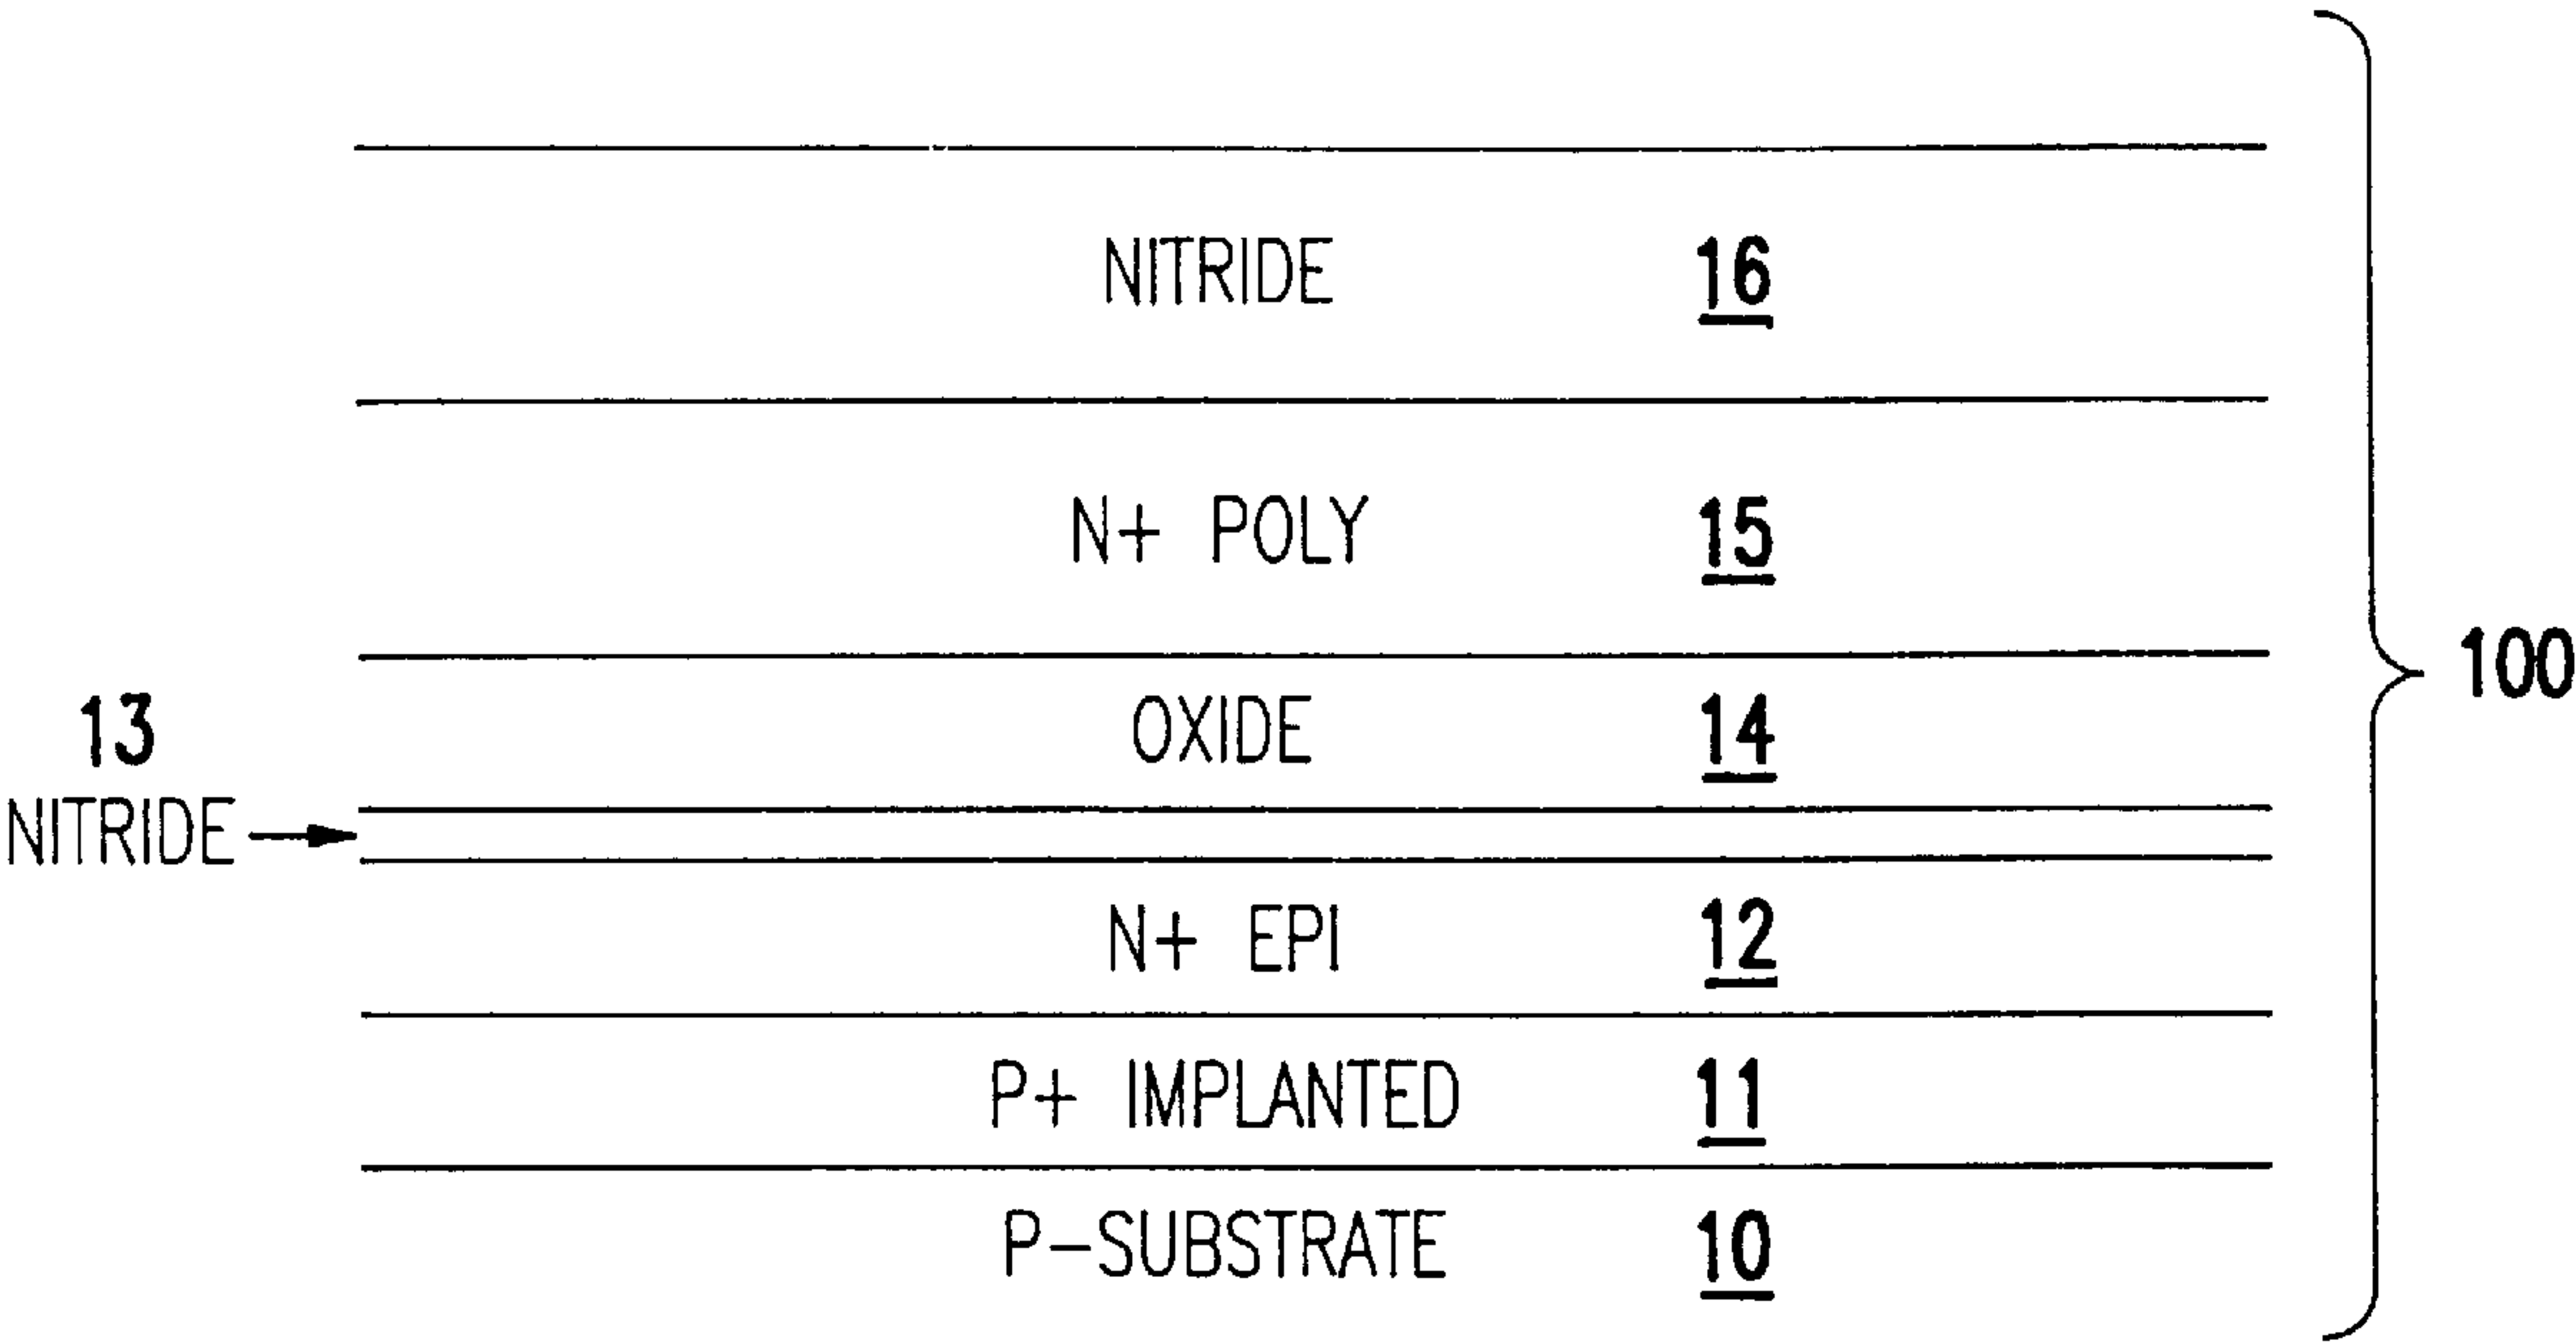 NITRIDE 16
N+ POLY 15
100
OXIDE 14
13
NITRIDE
N+ EPI 12
P+ IMPLANTED 11
P-SUBSTRATE 10